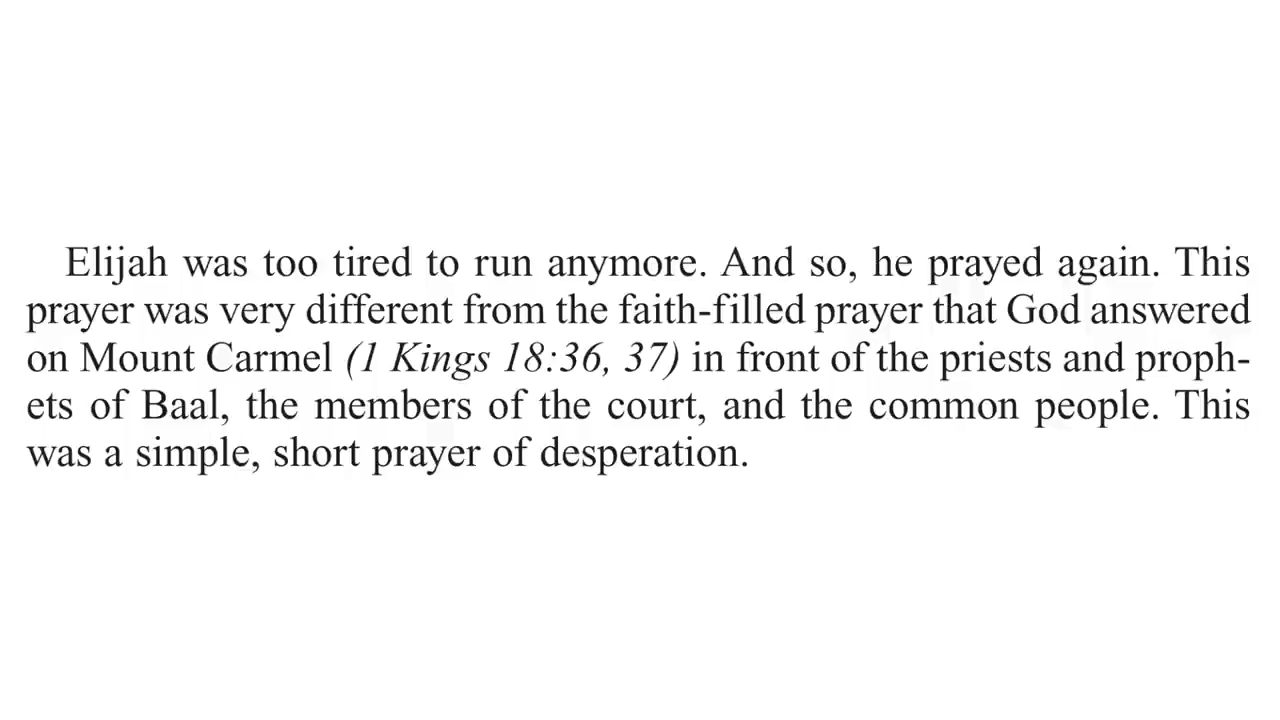 Elijah was too tired to run anymore. And so, he prayed again. This
prayer was very different from the faith-filled prayer that God answered
on Mount Carmel (1 Kings 18:36, 37) in front of the priests and proph-
ets of Baal, the members of the court, and the common people. This
was a simple, short prayer of desperation.